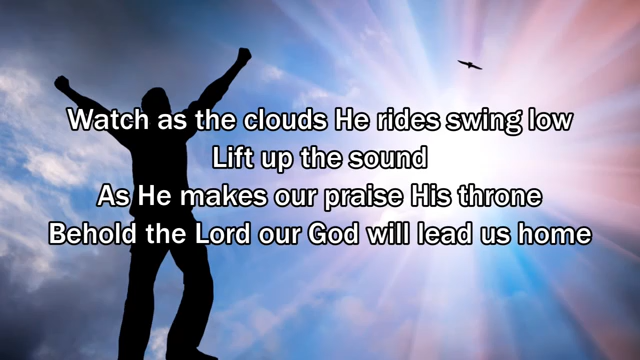 Watch as the clouds He rides swing low
Lift up the sound
As He makes our praise His throne
Behold the Lord our God will lead us home